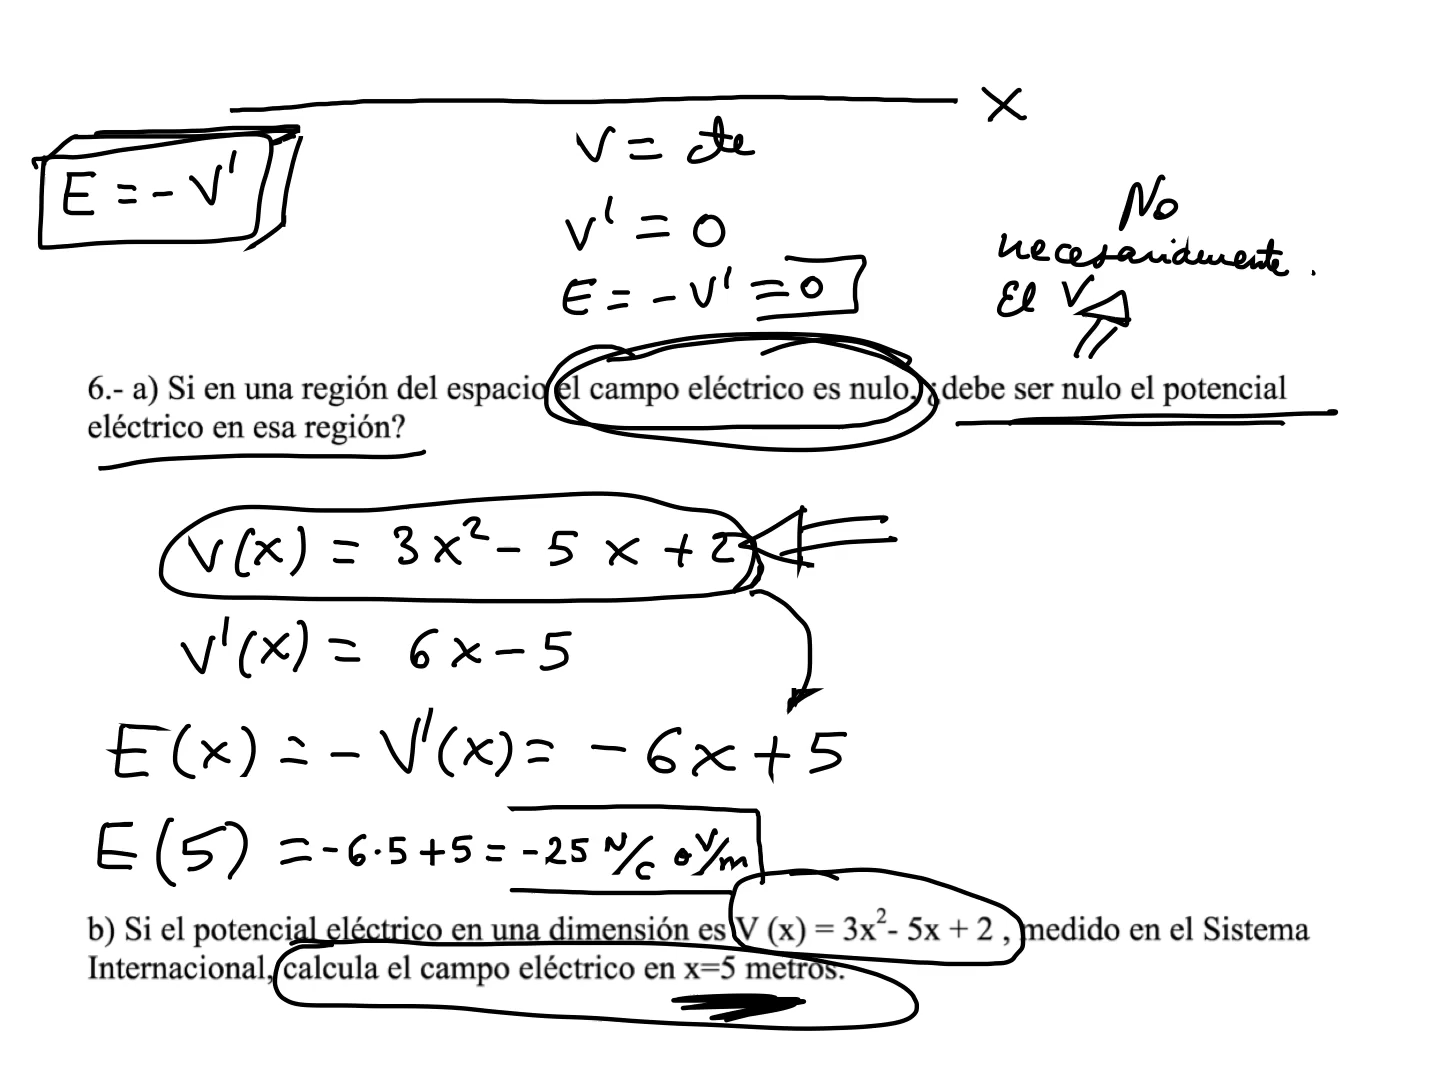 x
V = cte
E = - V'
V' = 0
E = - V' = 0
No
necesariamente.
El V
6.- a) Si en una región del espacio el campo eléctrico es nulo, ¿debe ser nulo el potencial
eléctrico en esa región?
V(x) = 3x² - 5x + 2
V'(x) = 6x - 5
E(x) = - V'(x) = - 6x + 5
E(5) = -6·5+5 = -25 N/C o V/m
b) Si el potencial eléctrico en una dimensión es V (x) = 3x²- 5x + 2 , medido en el Sistema
Internacional, calcula el campo eléctrico en x=5 metros.